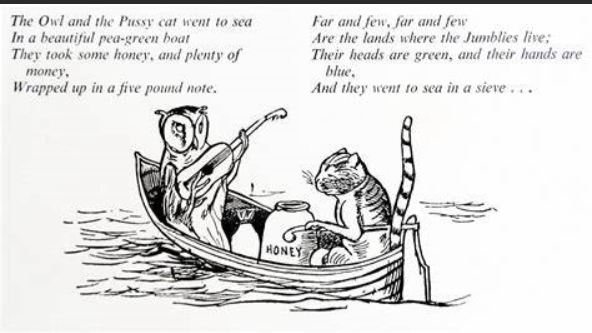 The Owl and the Pussy cat went to sea
In a beautiful pea-green boat
They took some honey, and plenty of
money,
Wrapped up in a five pound note.
Far and few, far and few
Are the lands where the Jumblies live;
Their heads are green, and their hands are
blue,
And they went to sea in a sieve . . .
HONEY